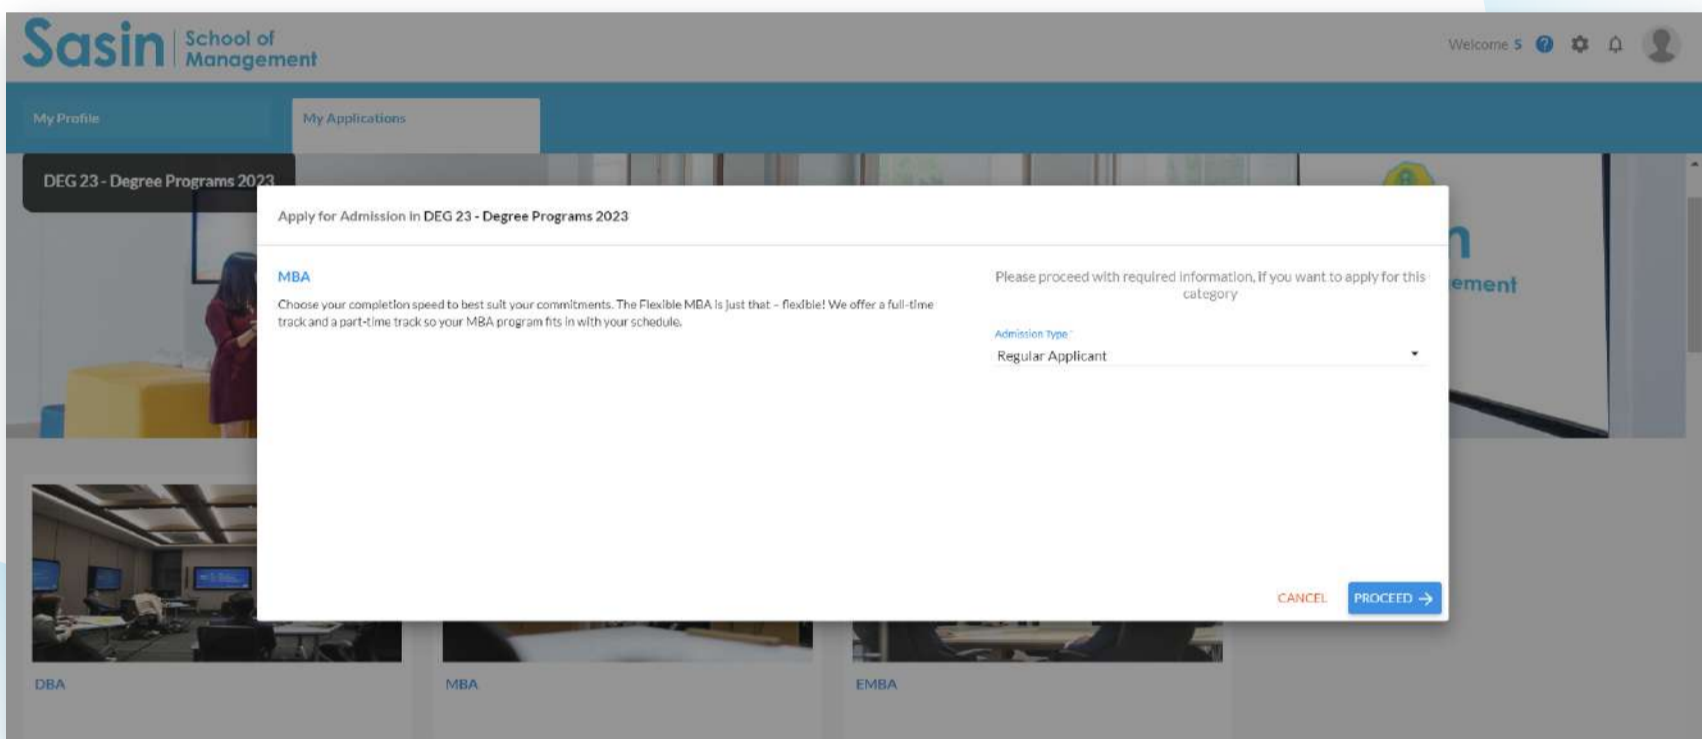 Sasin School of
Management
Welcome S
My Profile
My Applications
DEG 23 - Degree Programs 2023
Apply for Admission in DEG 23 - Degree Programs 2023
MBA
Choose your completion speed to best suit your commitments. The Flexible MBA is just that – flexible! We offer a full-time
track and a part-time track so your MBA program fits in with your schedule.
Please proceed with required information, if you want to apply for this
category
Admission Type *
Regular Applicant
CANCEL
PROCEED →
n
ement
DBA
MBA
EMBA